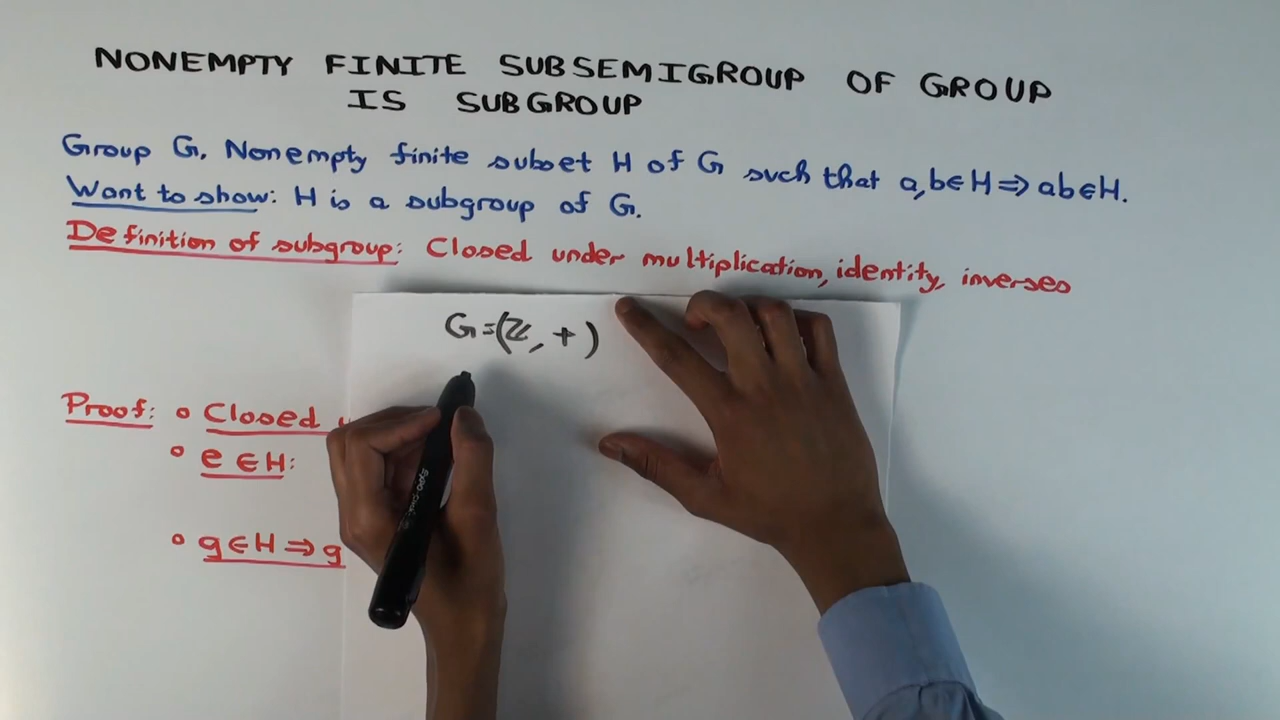 NONEMPTY FINITE SUBSEMIGROUP OF GROUP
IS SUBGROUP
Group G. Nonempty finite subset H of G such that a,b∈H⇒ab∈H.
Want to show: H is a subgroup of G.
Definition of subgroup: Closed under multiplication, identity, inverses
G=(ℤ, +)
Proof: • Closed
• e∈H:
• g∈H⇒g